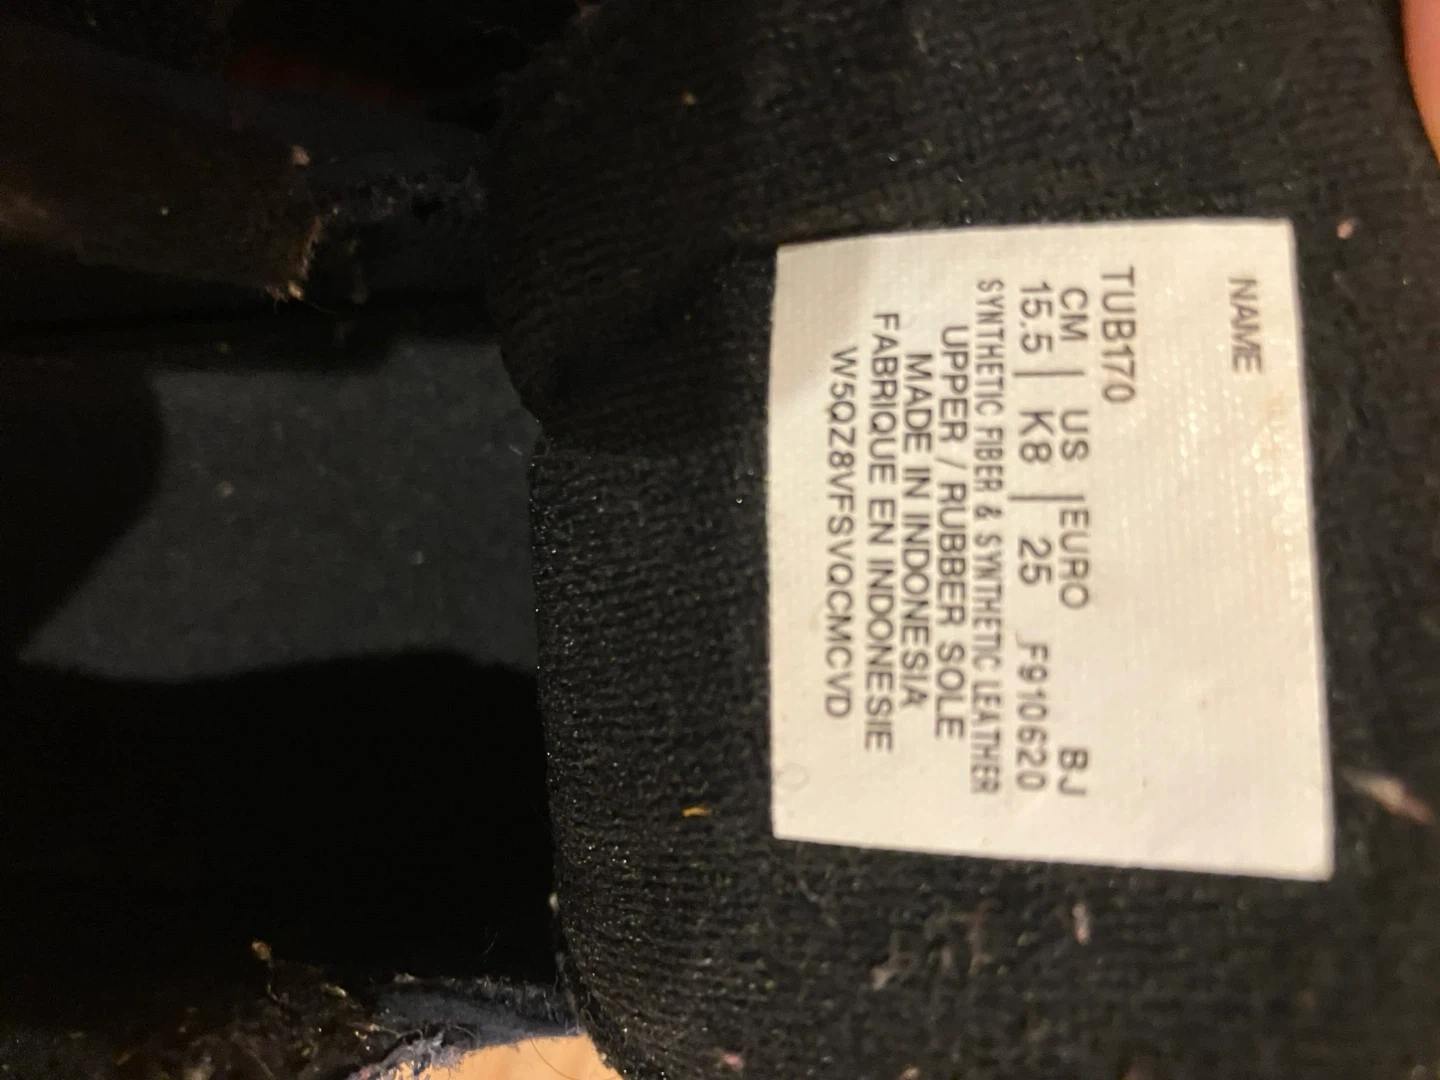 NAME
TUB170
CM | US |EURO BJ
15.5 | K8 | 25 F910620
SYNTHETIC FIBER & SYNTHETIC LEATHER
UPPER / RUBBER SOLE
MADE IN INDONESIA
FABRIQUE EN INDONESIE
W5QZ8VFSVQCMCVD